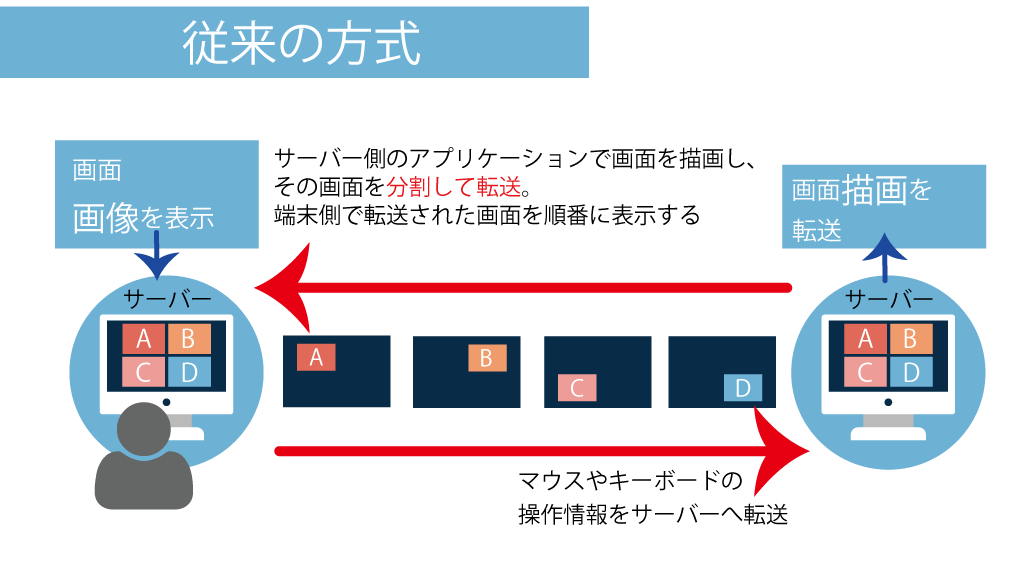 従来の方式
画面
画像を表示
サーバー側のアプリケーションで画面を描画し、
その画面を分割して転送。
端末側で転送された画面を順番に表示する
画面描画を
転送
サーバー
A B
C D
A
B
C
D
サーバー
A B
C D
マウスやキーボードの
操作情報をサーバーへ転送